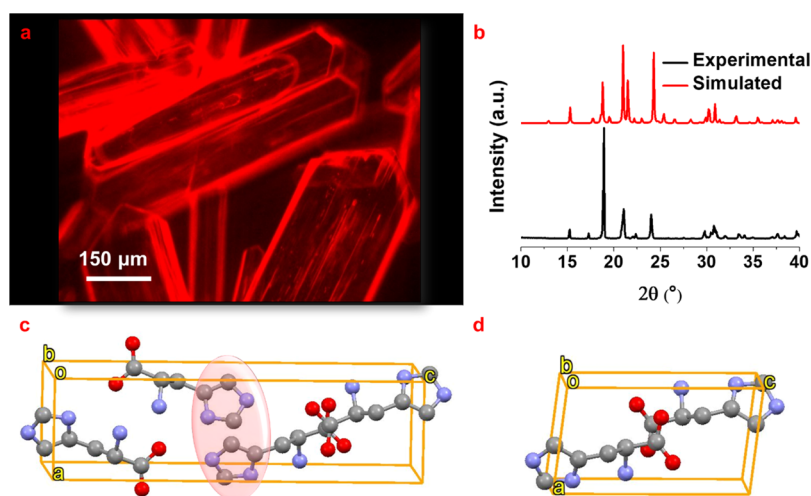 a
150 µm
b
Experimental
Simulated
Intensity (a.u.)
10 15 20 25 30 35 40
2θ (°)
c
b
o
c
a
d
b
o
c
a